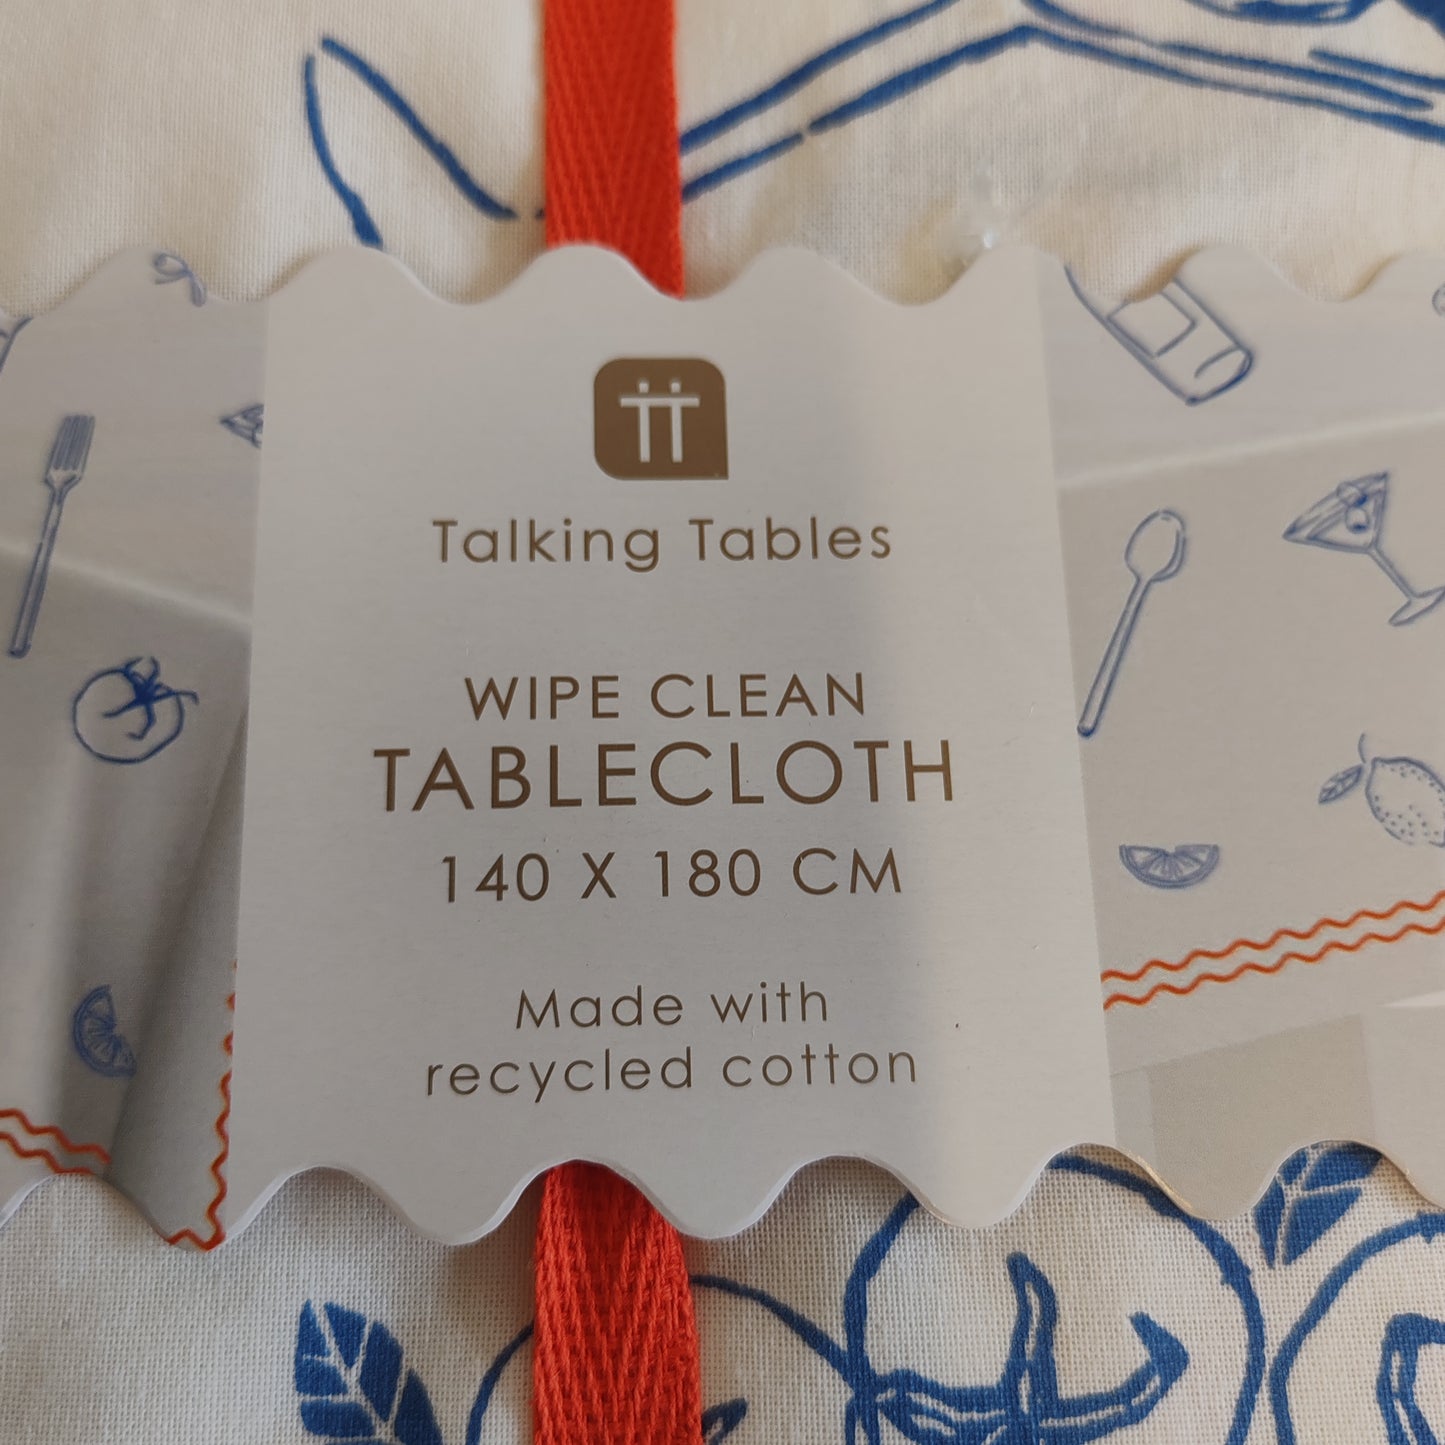 Talking Tables
WIPE CLEAN
TABLECLOTH
140 X 180 CM
Made with
recycled cotton